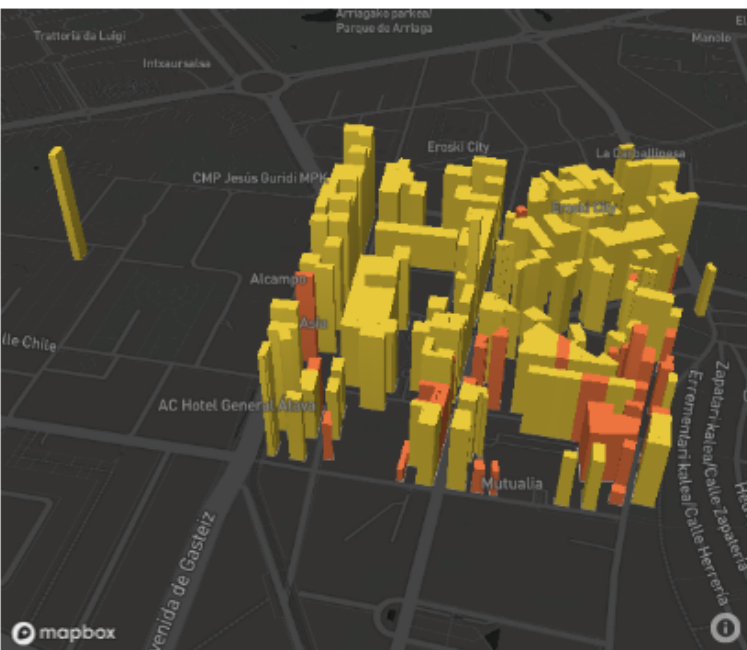 Arriagako parkea/
Parque de Arriaga
Trattoria da Luigi
Manolo
Intxaursalsa
Eroski City
La Carballinesa
CMP Jesús Guridi MPK
Eroski City
Alcampo
Asia
lle Chile
AC Hotel General Álava
Zapatari kalea/Calle Zapatería
Errementari kalea/Calle Herrería
Mutualia
venida de Gasteiz
mapbox